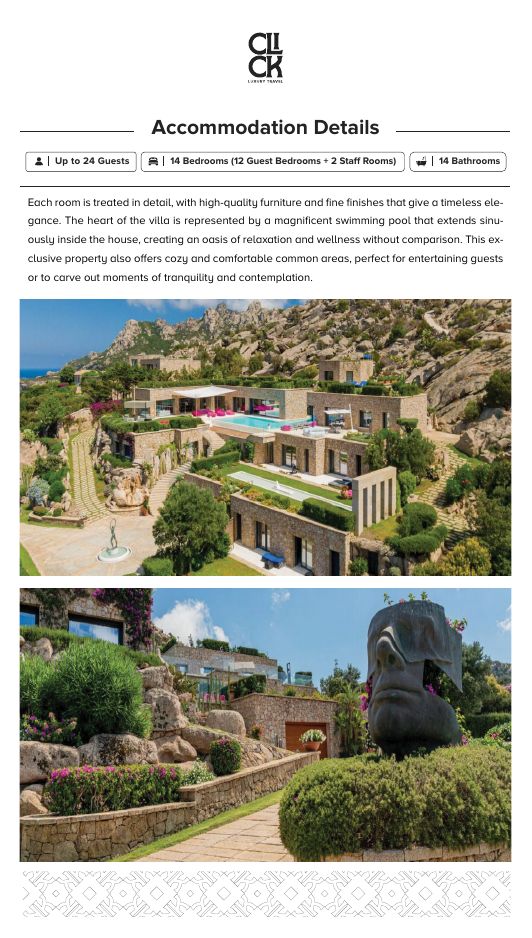 CLI
CK
LUXURY TRAVEL
Accommodation Details
Up to 24 Guests
14 Bedrooms (12 Guest Bedrooms + 2 Staff Rooms)
14 Bathrooms
Each room is treated in detail, with high-quality furniture and fine finishes that give a timeless ele-
gance. The heart of the villa is represented by a magnificent swimming pool that extends sinu-
ously inside the house, creating an oasis of relaxation and wellness without comparison. This ex-
clusive property also offers cozy and comfortable common areas, perfect for entertaining guests
or to carve out moments of tranquility and contemplation.